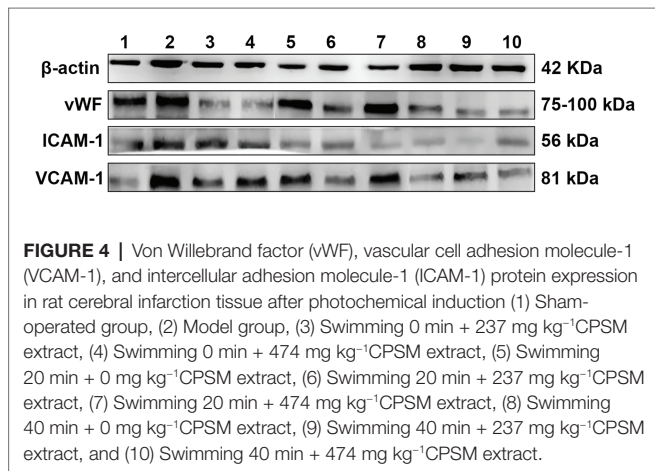 1 2 3 4 5 6 7 8 9 10
β-actin 42 KDa
vWF 75-100 kDa
ICAM-1 56 kDa
VCAM-1 81 kDa
FIGURE 4 | Von Willebrand factor (vWF), vascular cell adhesion molecule-1
(VCAM-1), and intercellular adhesion molecule-1 (ICAM-1) protein expression
in rat cerebral infarction tissue after photochemical induction (1) Sham-
operated group, (2) Model group, (3) Swimming 0 min + 237 mg kg⁻¹CPSM
extract, (4) Swimming 0 min + 474 mg kg⁻¹CPSM extract, (5) Swimming
20 min + 0 mg kg⁻¹CPSM extract, (6) Swimming 20 min + 237 mg kg⁻¹CPSM
extract, (7) Swimming 20 min + 474 mg kg⁻¹CPSM extract, (8) Swimming
40 min + 0 mg kg⁻¹CPSM extract, (9) Swimming 40 min + 237 mg kg⁻¹CPSM
extract, and (10) Swimming 40 min + 474 mg kg⁻¹CPSM extract.